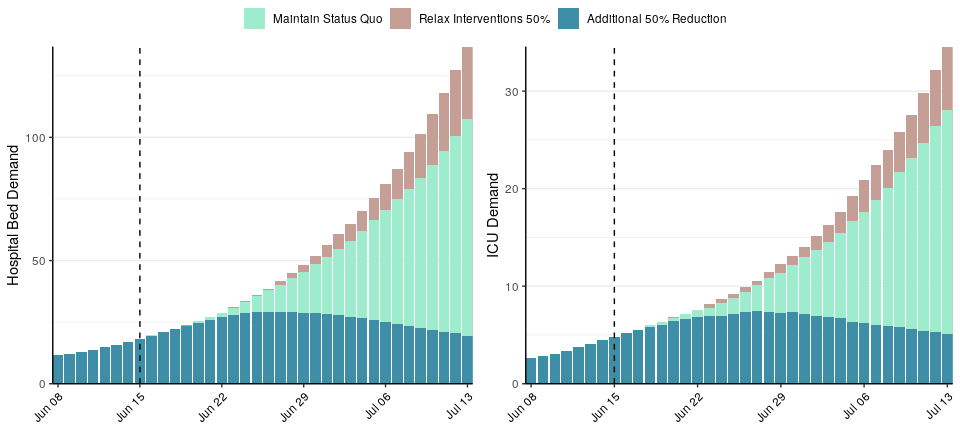 Maintain Status Quo Relax Interventions 50% Additional 50% Reduction
Hospital Bed Demand
100
50
0
Jun 08 Jun 15 Jun 22 Jun 29 Jul 06 Jul 13
ICU Demand
30
20
10
0
Jun 08 Jun 15 Jun 22 Jun 29 Jul 06 Jul 13